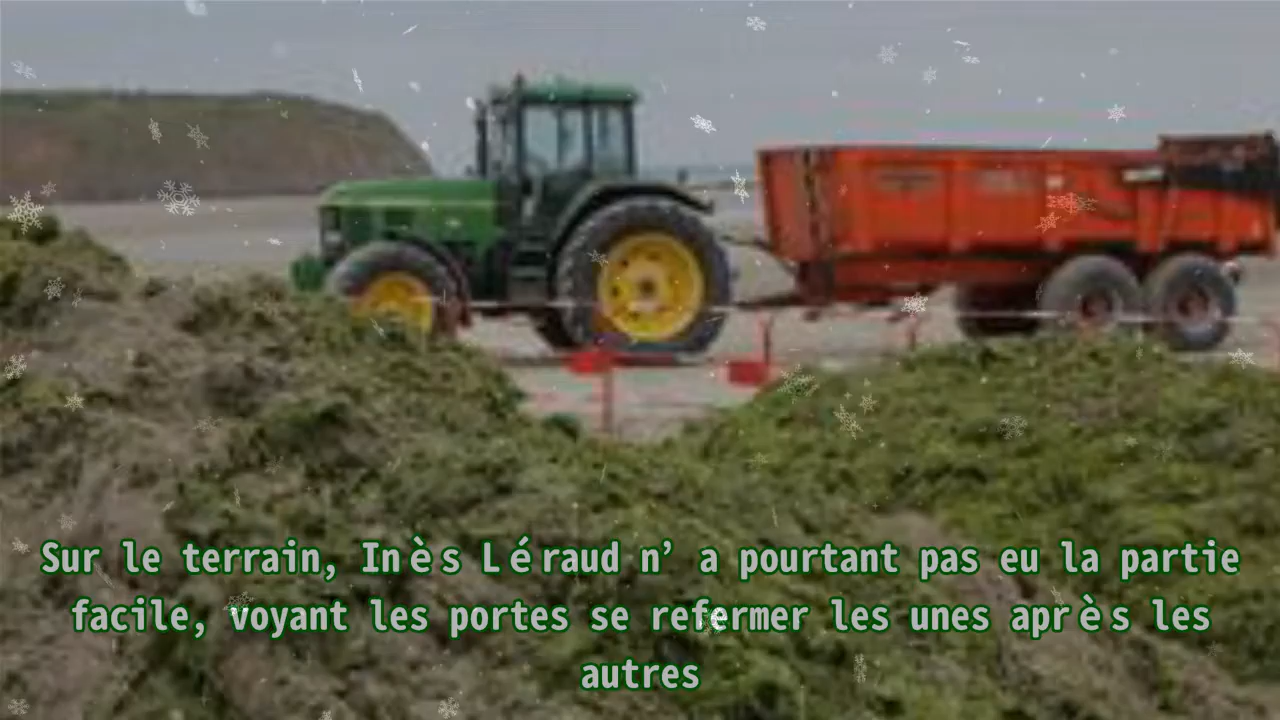 Sur le terrain, Inès Léraud n’ a pourtant pas eu la partie
facile, voyant les portes se refermer les unes après les
autres